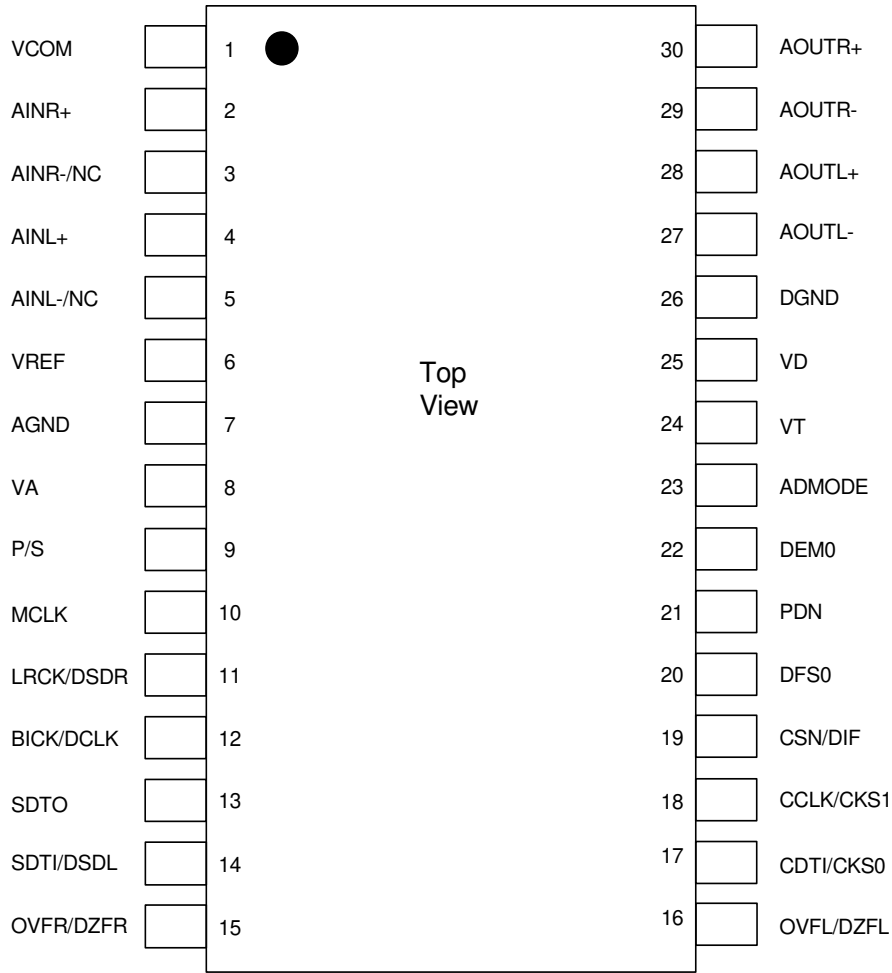 VCOM 1 30 AOUTR+
AINR+ 2 29 AOUTR-
AINR-/NC 3 28 AOUTL+
AINL+ 4 27 AOUTL-
AINL-/NC 5 26 DGND
VREF 6 25 VD
Top
View
AGND 7 24 VT
VA 8 23 ADMODE
P/S 9 22 DEM0
MCLK 10 21 PDN
LRCK/DSDR 11 20 DFS0
BICK/DCLK 12 19 CSN/DIF
SDTO 13 18 CCLK/CKS1
SDTI/DSDL 14 17 CDTI/CKS0
OVFR/DZFR 15 16 OVFL/DZFL